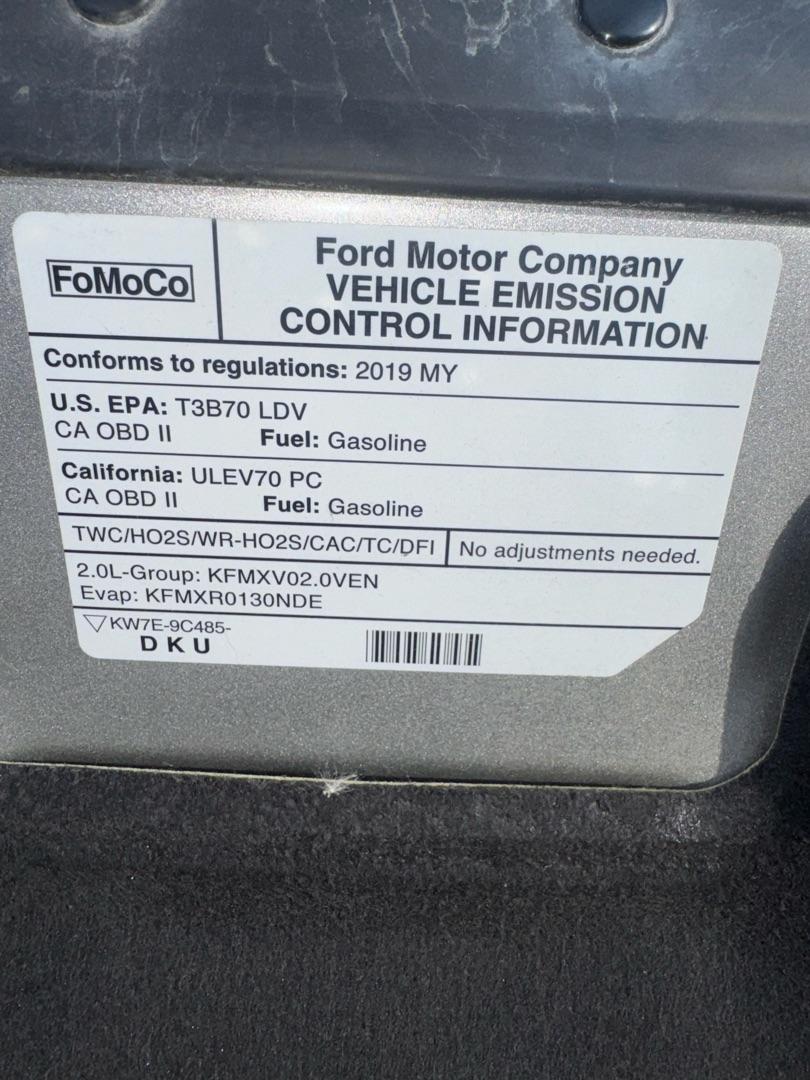 FoMoCo
Ford Motor Company
VEHICLE EMISSION
CONTROL INFORMATION
Conforms to regulations: 2019 MY
U.S. EPA: T3B70 LDV
CA OBD II Fuel: Gasoline
California: ULEV70 PC
CA OBD II Fuel: Gasoline
TWC/HO2S/WR-HO2S/CAC/TC/DFI No adjustments needed.
2.0L-Group: KFMXV02.0VEN
Evap: KFMXR0130NDE
KW7E-9C485-
DKU